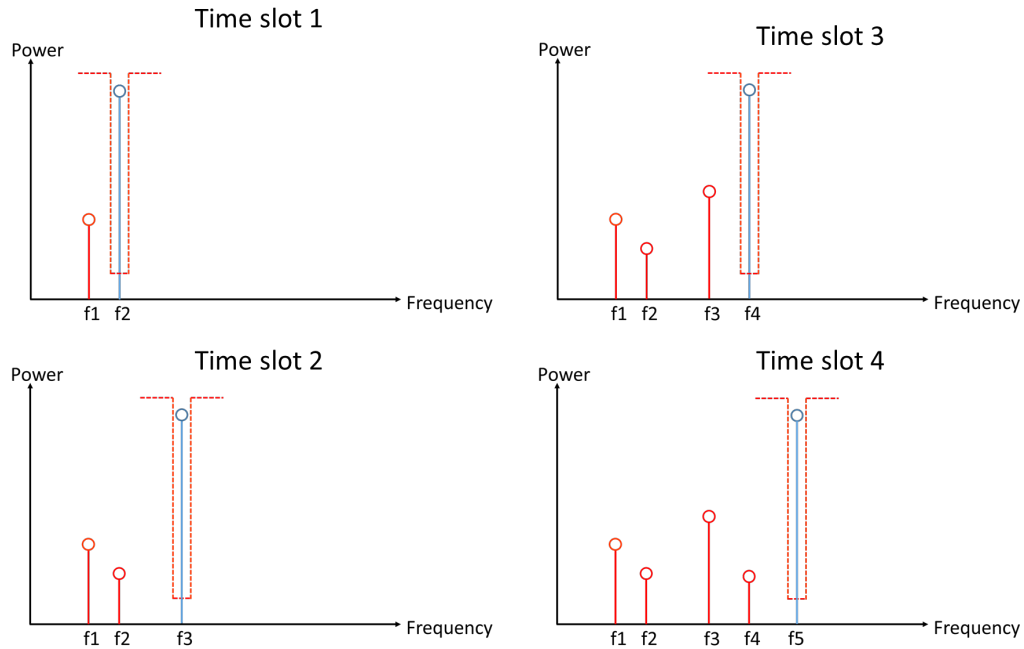 Time slot 1
Power
f1 f2
Frequency
Time slot 3
Power
f1 f2 f3 f4
Frequency
Time slot 2
Power
f1 f2 f3
Frequency
Time slot 4
Power
f1 f2 f3 f4 f5
Frequency